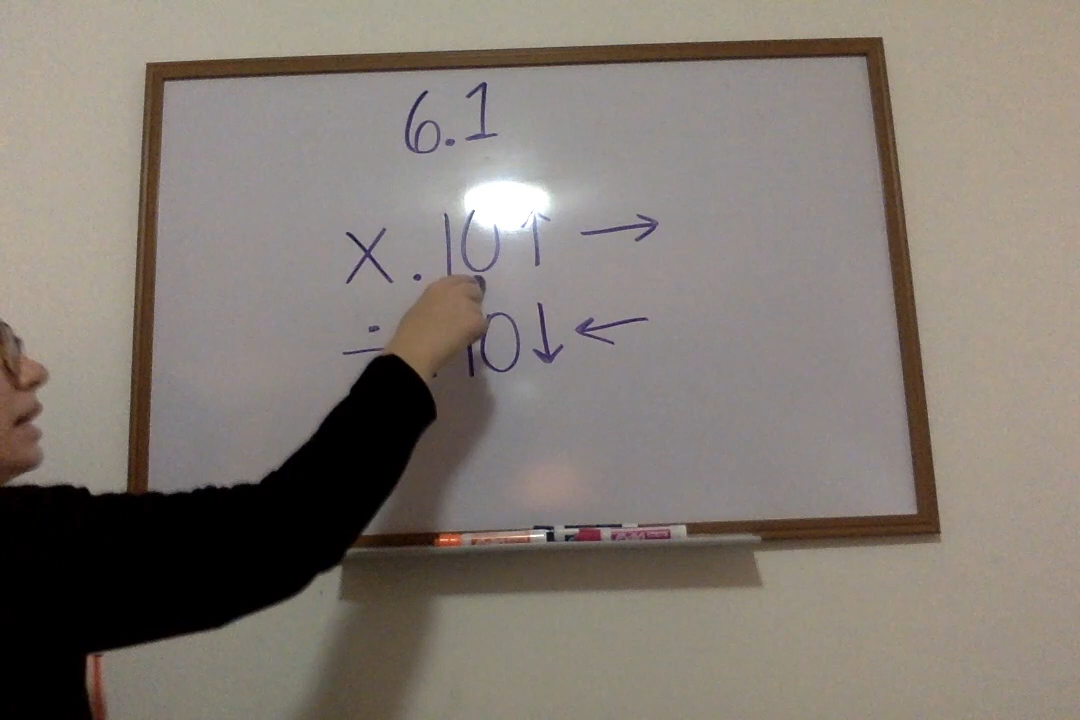 6.1
x .10↑ →
÷ .10↓ ←